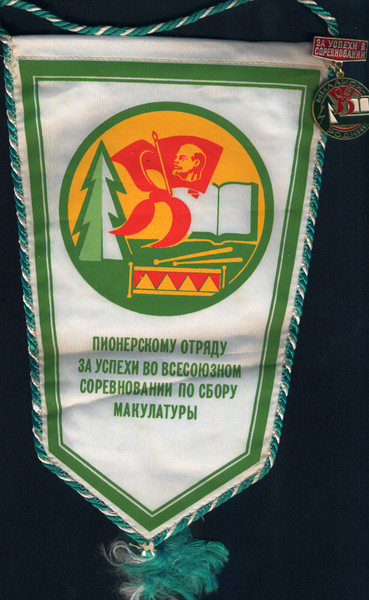 ЗА УСПЕХИ В
СОРЕВНОВАНИИ
ПИОНЕРСКОМУ ОТРЯДУ
ЗА УСПЕХИ ВО ВСЕСОЮЗНОМ
СОРЕВНОВАНИИ ПО СБОРУ
МАКУЛАТУРЫ